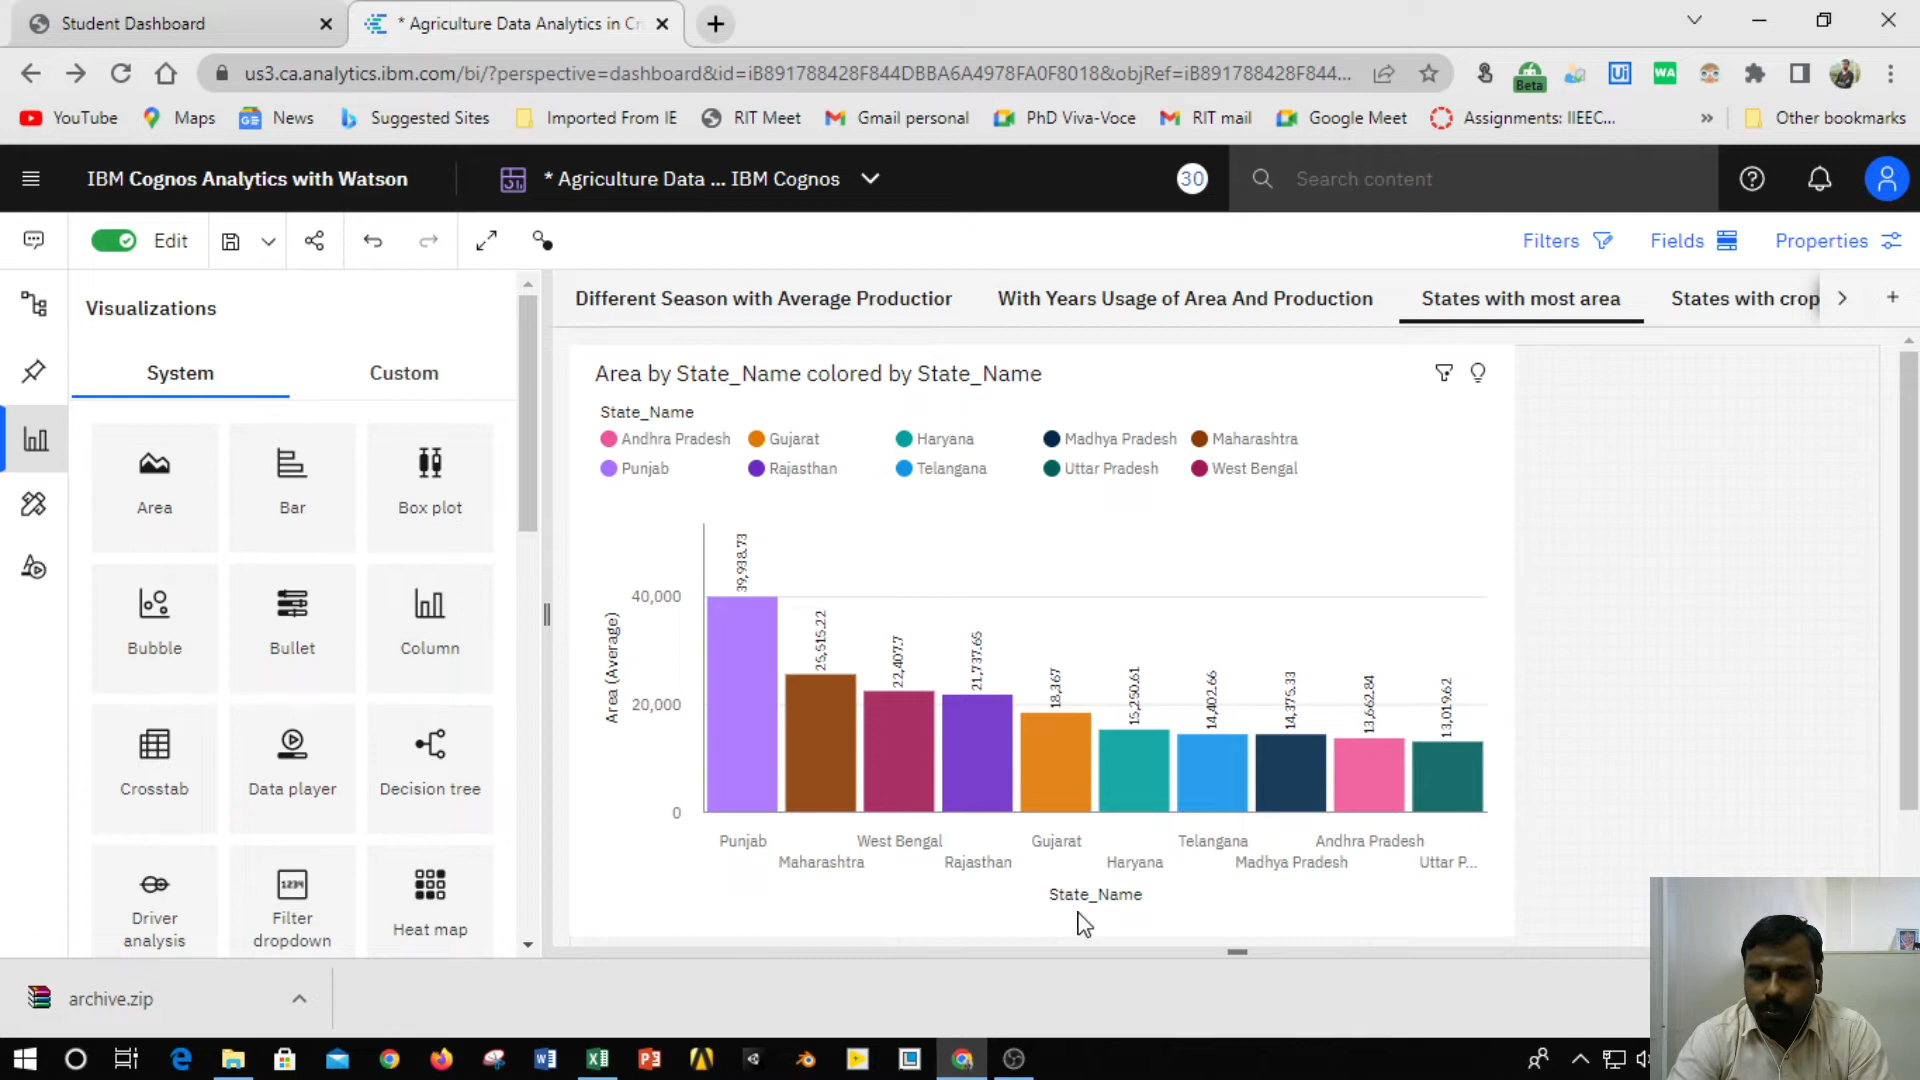 Student Dashboard
* Agriculture Data Analytics in C
us3.ca.analytics.ibm.com/bi/?perspective=dashboard&id=iB891788428F844DBBA6A4978FA0F8018&objRef=iB891788428F844...
Beta
Ui
WA
YouTube
Maps
GE
News
Suggested Sites
Imported From IE
RIT Meet
Gmail personal
PhD Viva-Voce
RIT mail
Google Meet
Assignments: IIEEC...
»
Other bookmarks
IBM Cognos Analytics with Watson
* Agriculture Data ... IBM Cognos
30
Search content
Edit
Filters
Fields
Properties
Visualizations
System
Custom
Area
Bar
Box plot
Bubble
Bullet
Column
Crosstab
Data player
Decision tree
Driver
analysis
1234
Filter
dropdown
Heat map
Different Season with Average Productior
With Years Usage of Area And Production
States with most area
States with crop
Area by State_Name colored by State_Name
State_Name
Andhra Pradesh
Gujarat
Haryana
Madhya Pradesh
Maharashtra
Punjab
Rajasthan
Telangana
Uttar Pradesh
West Bengal
Area (Average)
40,000
20,000
0
39,938.73
25,515.22
22,407.7
21,737.65
18,367
15,250.61
14,402.66
14,375.33
13,662.84
13,019.62
Punjab
Maharashtra
West Bengal
Rajasthan
Gujarat
Haryana
Telangana
Madhya Pradesh
Andhra Pradesh
Uttar P...
State_Name
archive.zip